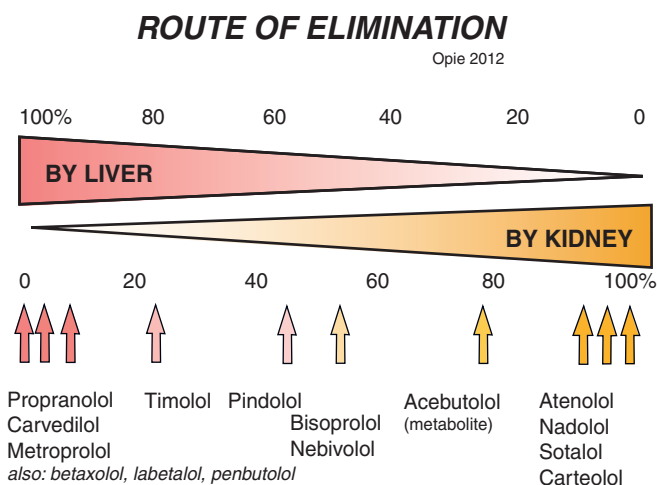 ROUTE OF ELIMINATION
Opie 2012
100% 80 60 40 20 0
BY LIVER
BY KIDNEY
0 20 40 60 80 100%
Propranolol Timolol Pindolol Acebutolol Atenolol
Carvedilol Bisoprolol (metabolite) Nadolol
Metroprolol Nebivolol Sotalol
also: betaxolol, labetalol, penbutolol Carteolol